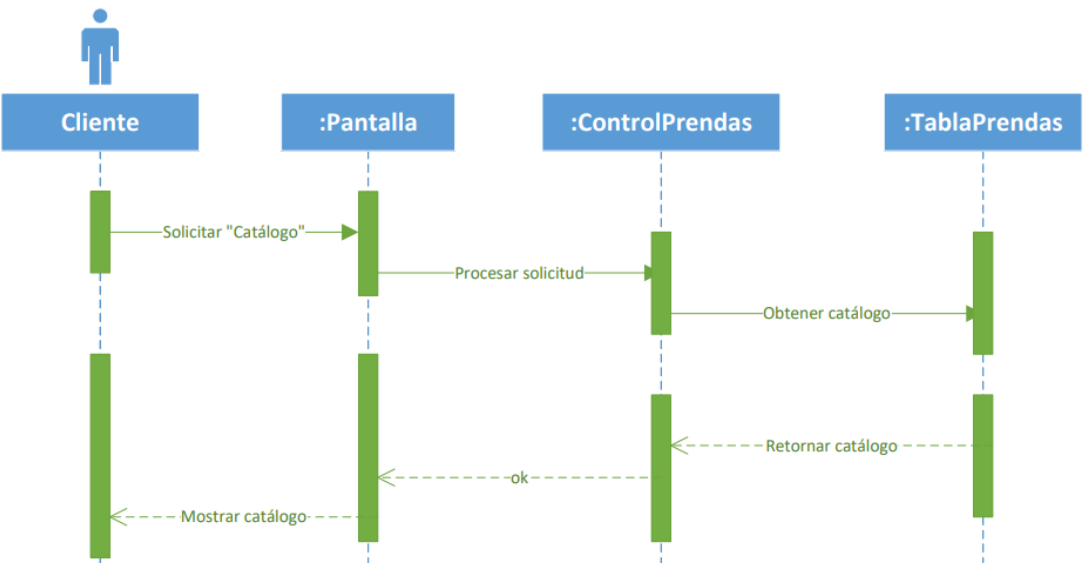 Cliente
:Pantalla
:ControlPrendas
:TablaPrendas
Solicitar "Catálogo"
Procesar solicitud
Obtener catálogo
Retornar catálogo
ok
Mostrar catálogo